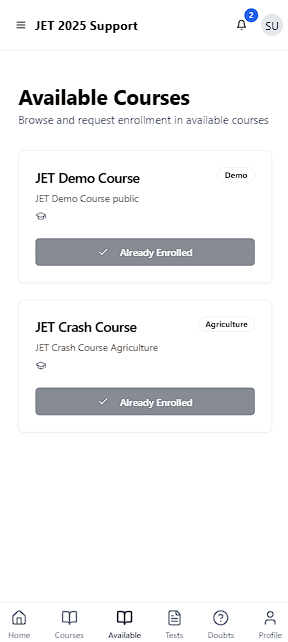 JET 2025 Support
2
SU
Available Courses
Browse and request enrollment in available courses
JET Demo Course
Demo
JET Demo Course public
Already Enrolled
JET Crash Course
Agriculture
JET Crash Course Agriculture
Already Enrolled
Home Courses Available Tests Doubts Profile